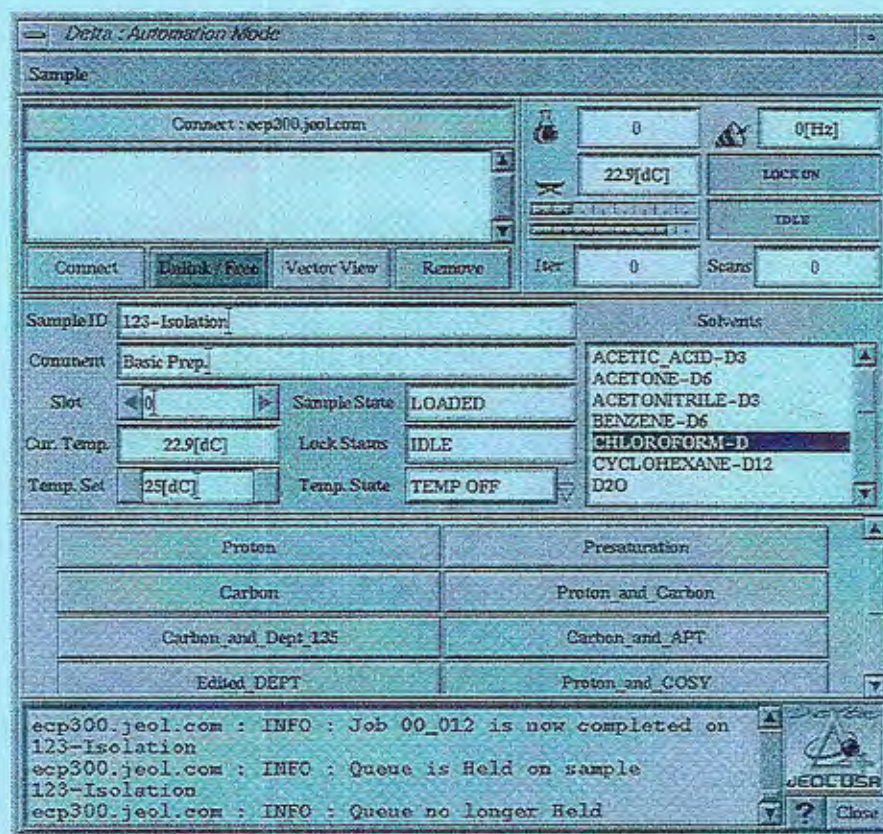 Delta : Automation Mode
Sample
Connect : ecp300.jeol.com
0
0[Hz]
22.9[dC]
LOCK ON
IDLE
Connect
Unlink / Free
Vector View
Remove
Iter
0
Scans
0
Sample ID
123-Isolation
Solvents
Comment
Basic Prep.
Slot
0
Sample State
LOADED
Cur. Temp.
22.9[dC]
Lock Status
IDLE
Temp. Set
25[dC]
Temp. State
TEMP OFF
ACETIC_ACID-D3
ACETONE-D6
ACETONITRILE-D3
BENZENE-D6
CHLOROFORM-D
CYCLOHEXANE-D12
D2O
Proton
Presaturation
Carbon
Proton_and_Carbon
Carbon_and_Dept_135
Carbon_and_APT
Edited_DEPT
Proton_and_COSY
ecp300.jeol.com : INFO : Job 00_012 is now completed on
123-Isolation
ecp300.jeol.com : INFO : Queue is Held on sample
123-Isolation
ecp300.jeol.com : INFO : Queue no longer Held
JEOL USA
?
Close